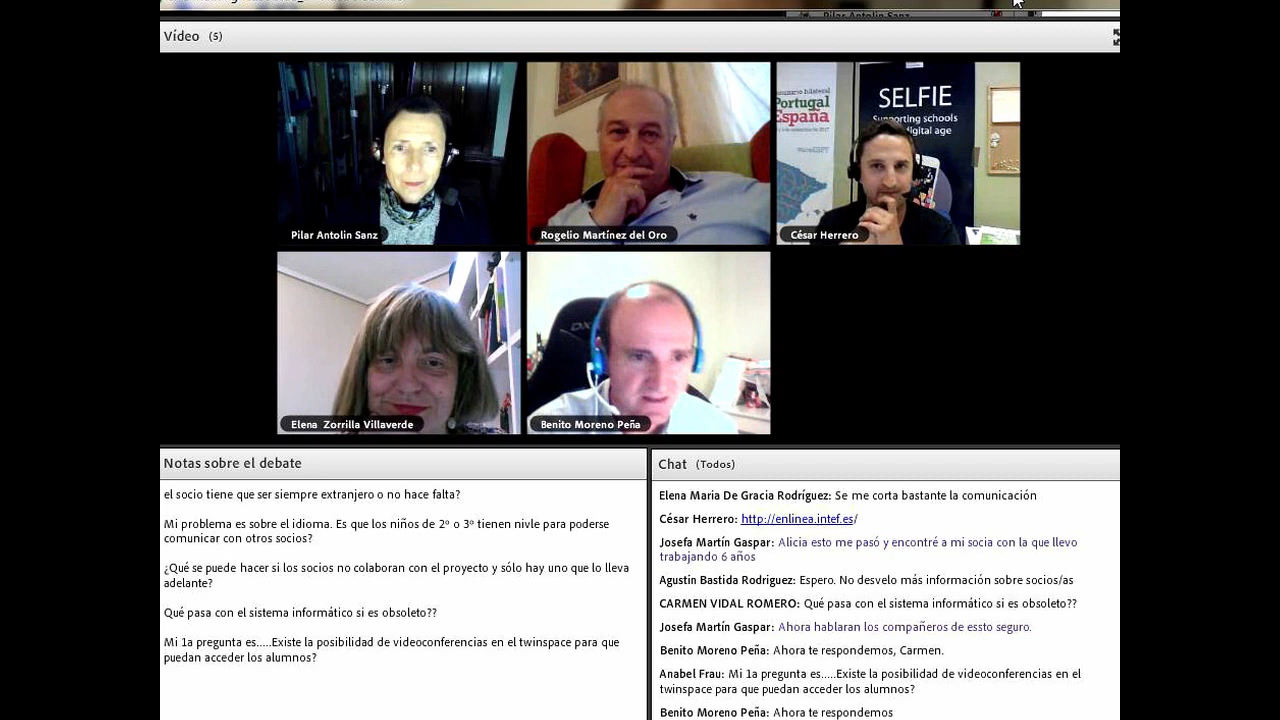 Pilar Antolin Sanz
Vídeo (5)
Portugal
España
SELFIE
Supporting schools
digital age
Pilar Antolin Sanz
Rogelio Martínez del Oro
César Herrero
Elena Zorrilla Villaverde
Benito Moreno Peña
Notas sobre el debate
el socio tiene que ser siempre extranjero o no hace falta?
Mi problema es sobre el idioma. Es que los niños de 2º o 3º tienen nivle para poderse
comunicar con otros socios?
¿Qué se puede hacer si los socios no colaboran con el proyecto y sólo hay uno que lo lleva
adelante?
Qué pasa con el sistema informático si es obsoleto??
Mi 1a pregunta es.....Existe la posibilidad de videoconferencias en el twinspace para que
puedan acceder los alumnos?
Chat (Todos)
Elena Maria De Gracia Rodríguez: Se me corta bastante la comunicación
César Herrero: http://enlinea.intef.es/
Josefa Martín Gaspar: Alicia esto me pasó y encontré a mi socia con la que llevo
trabajando 6 años
Agustin Bastida Rodriguez: Espero. No desvelo más información sobre socios/as
CARMEN VIDAL ROMERO: Qué pasa con el sistema informático si es obsoleto??
Josefa Martín Gaspar: Ahora hablaran los compañeros de essto seguro.
Benito Moreno Peña: Ahora te respondemos, Carmen.
Anabel Frau: Mi 1a pregunta es.....Existe la posibilidad de videoconferencias en el
twinspace para que puedan acceder los alumnos?
Benito Moreno Peña: Ahora te respondemos